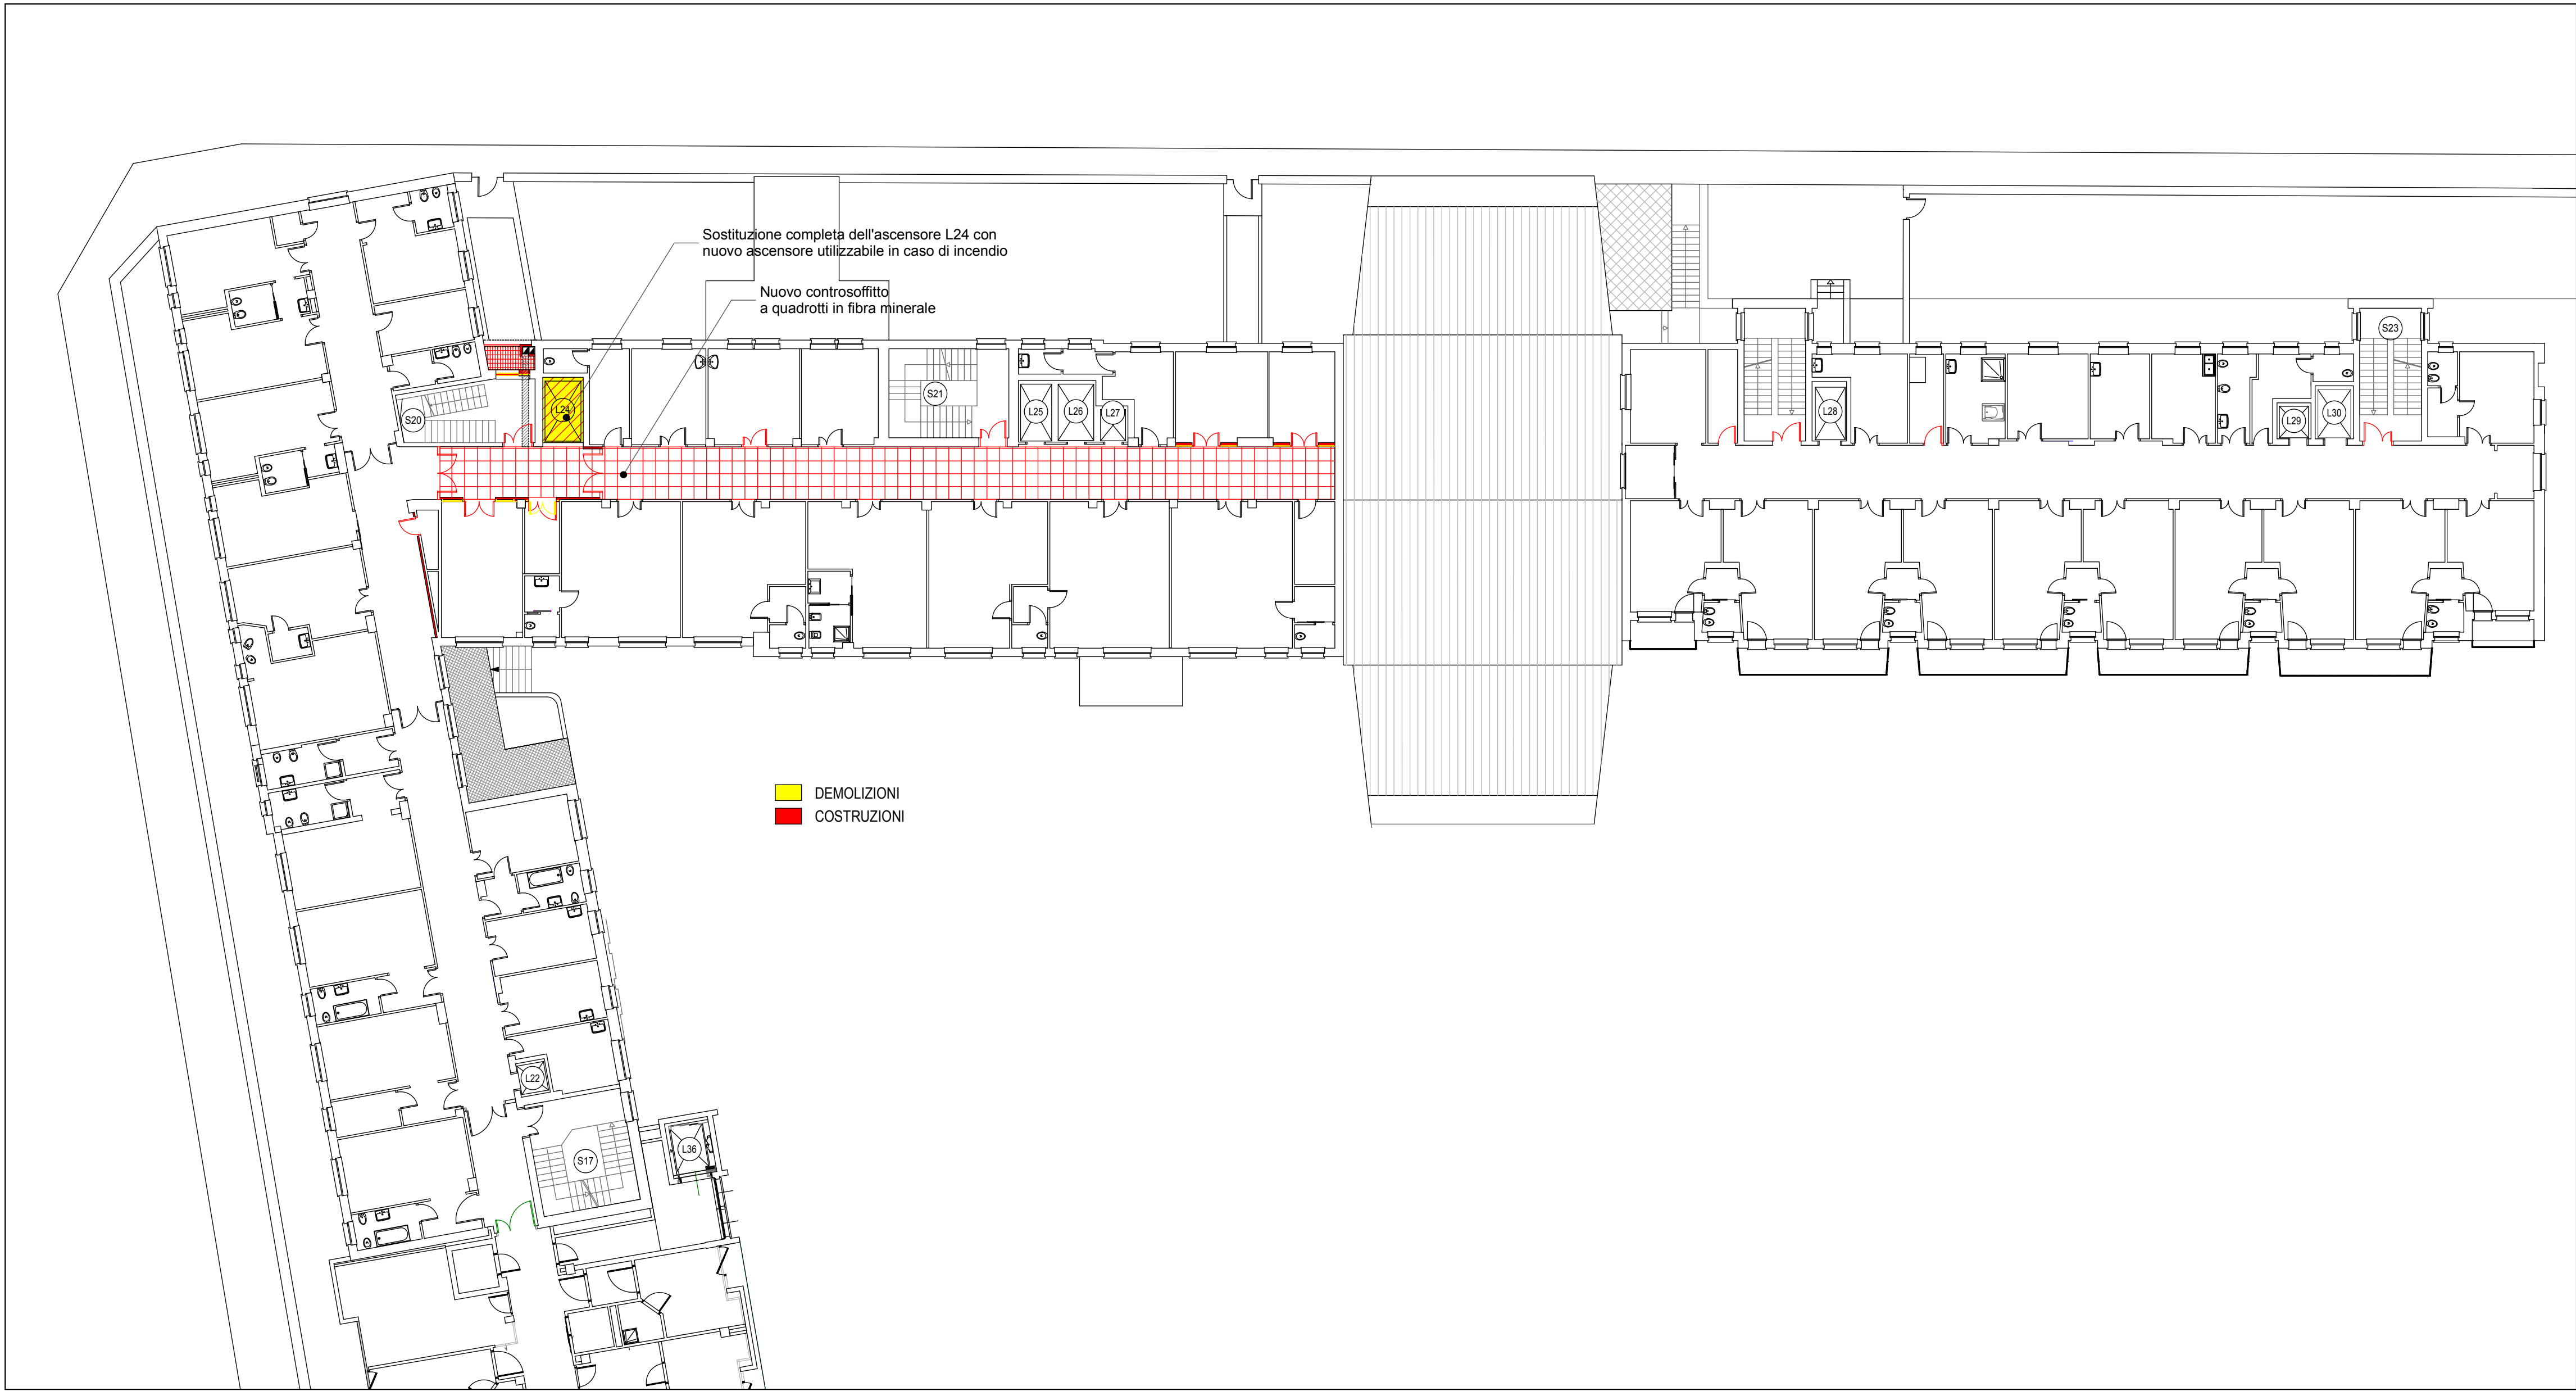 Sostituzione completa dell'ascensore L24 con
nuovo ascensore utilizzabile in caso di incendio
Nuovo controsoffitto
a quadrotti in fibra minerale
S23
S21
L24
S20
L25
L26
L27
L28
L29
L30
DEMOLIZIONI
COSTRUZIONI
L22
L36
S17